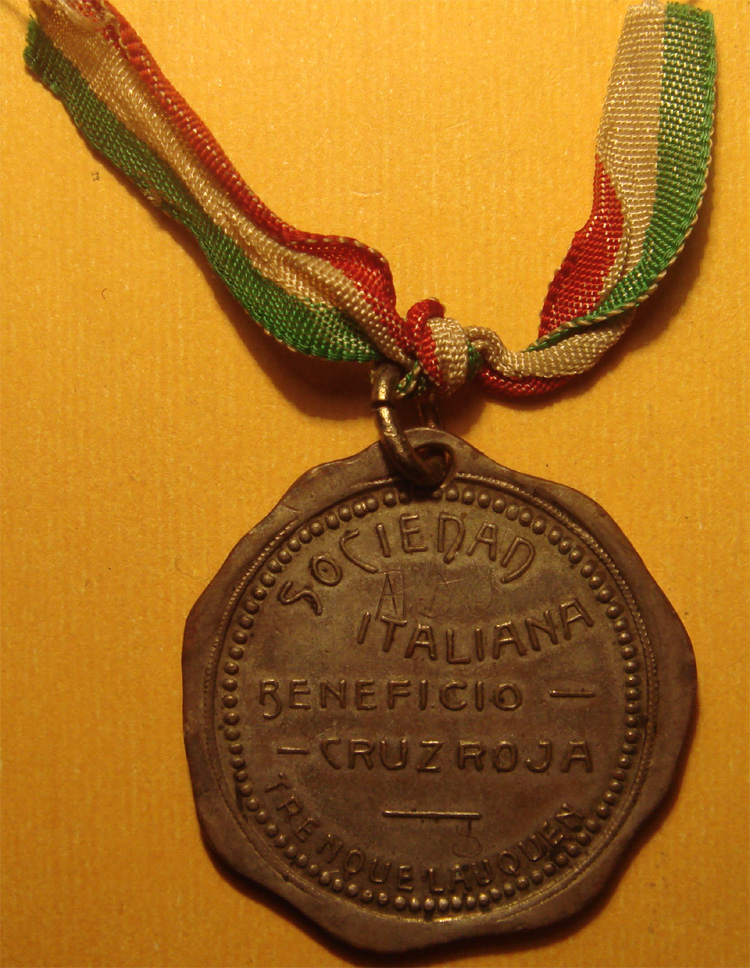 SOCIEDAD
ITALIANA
BENEFICIO —
— CRUZ ROJA
TRENQUE LAUQUEN